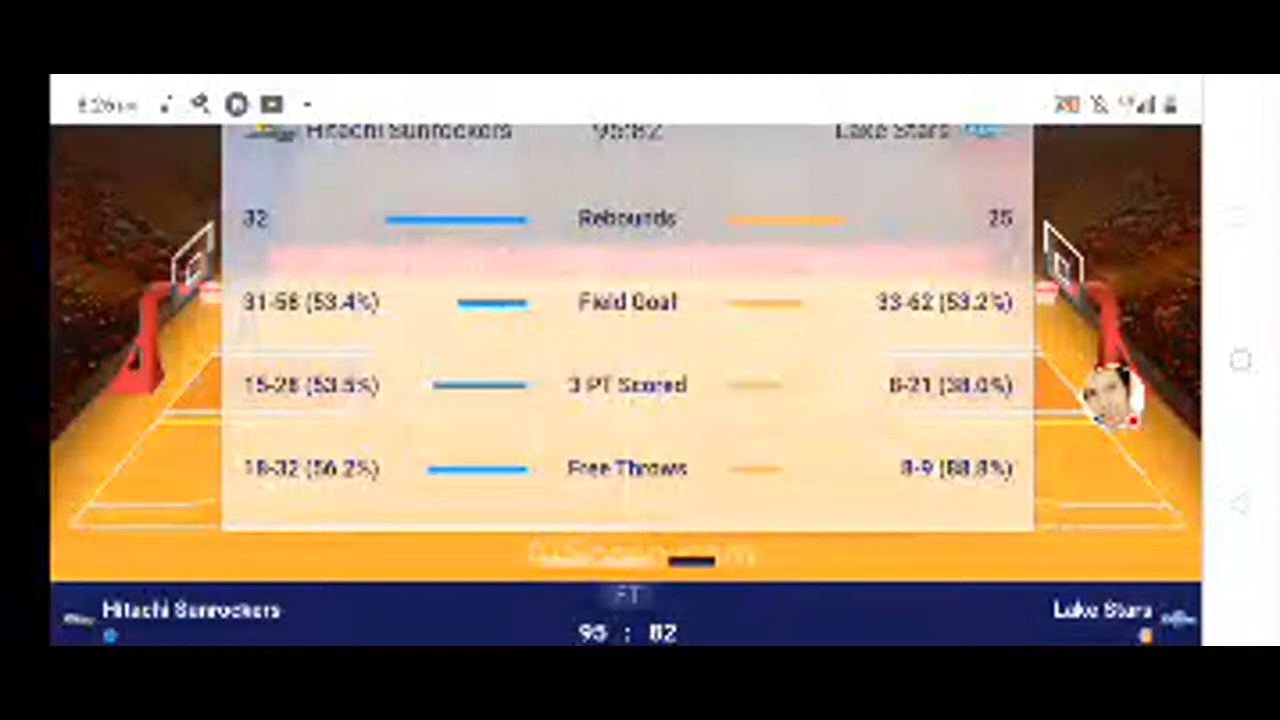 Hitachi Sunrockers 95:82 Lake Stars
32 Rebounds 25
31-58 (53.4%) Field Goal 33-62 (53.2%)
15-28 (53.5%) 3 PT Scored 8-21 (38.0%)
18-32 (56.2%) Free Throws 8-9 (88.8%)
FT
Hitachi Sunrockers Lake Stars
95 : 82